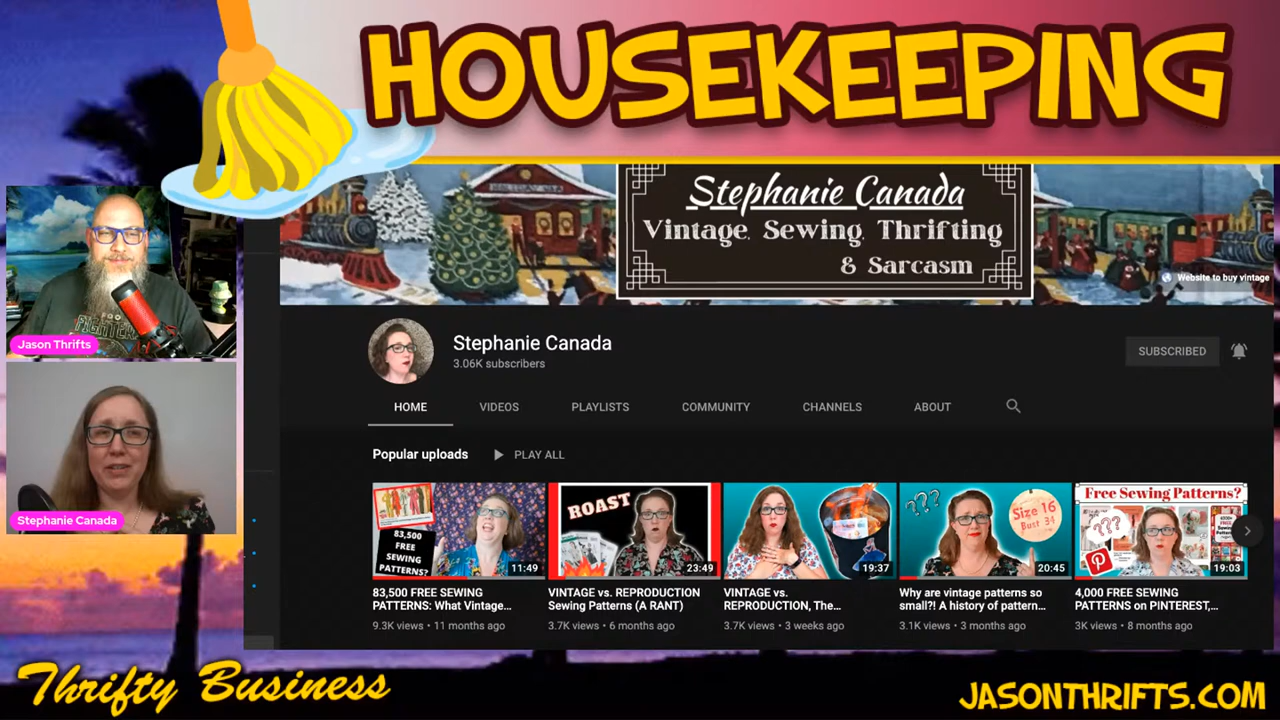 HOUSEKEEPING
Stephanie Canada
Vintage, Sewing, Thrifting
& Sarcasm
Website to buy vintage
Jason Thrifts
Stephanie Canada
Stephanie Canada
3.06K subscribers
SUBSCRIBED
HOME VIDEOS PLAYLISTS COMMUNITY CHANNELS ABOUT
Popular uploads PLAY ALL
83,500
FREE
SEWING
PATTERNS?
11:49
ROAST
23:49
19:37
???
Size 16
Bust 34
20:45
Free Sewing Patterns?
???
19:03
83,500 FREE SEWING
PATTERNS: What Vintage...
9.3K views • 11 months ago
VINTAGE vs. REPRODUCTION
Sewing Patterns (A RANT)
3.7K views • 6 months ago
VINTAGE vs.
REPRODUCTION, The...
3.7K views • 3 weeks ago
Why are vintage patterns so
small?! A history of pattern...
3.1K views • 3 months ago
4,000 FREE SEWING
PATTERNS on PINTEREST,...
3K views • 8 months ago
Thrifty Business
JASONTHRIFTS.COM